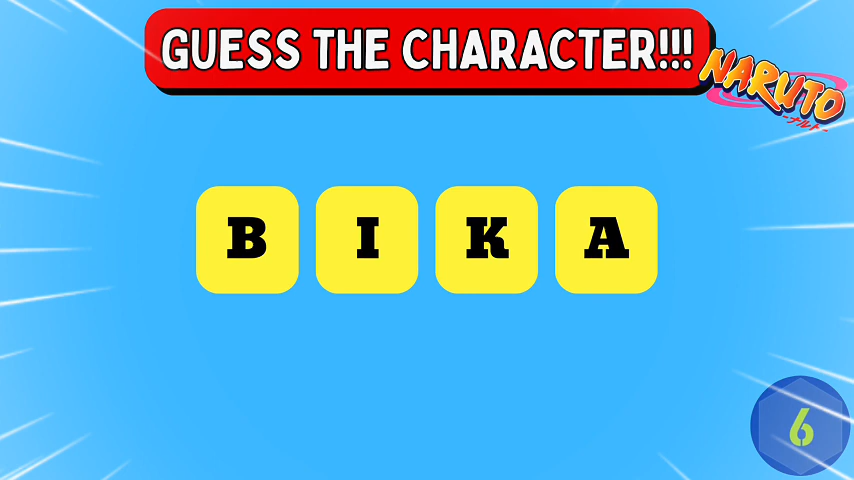 GUESS THE CHARACTER!!!
NARUTO
-ナルト-
B I K A
6